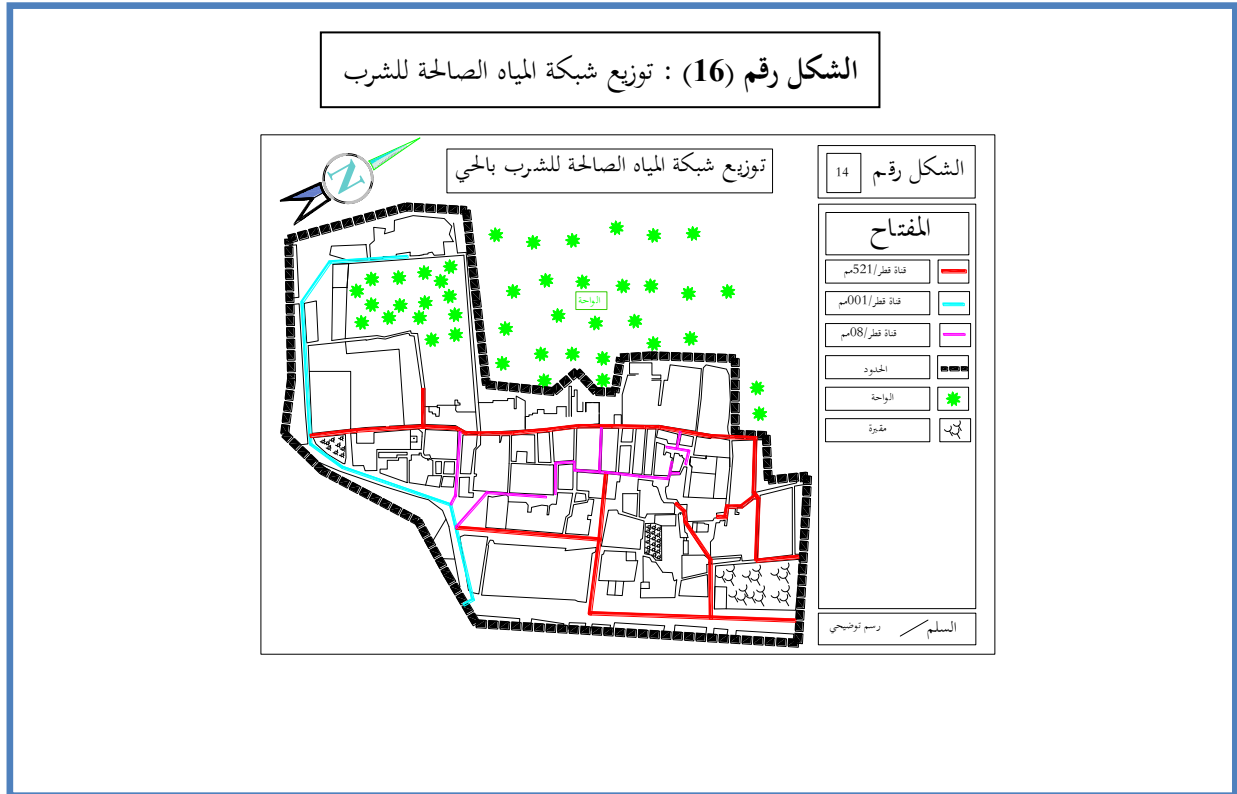 الشكل رقم (16) : توزيع شبكة المياه الصالحة للشرب
توزيع شبكة المياه الصالحة للشرب بالحي
الشكل رقم 14
N
المفتاح
قناة قطر/521مم
قناة قطر/001مم
قناة قطر/08مم
الحدود
الواحة
مقبرة
الواحة
السلم / رسم توضيحي